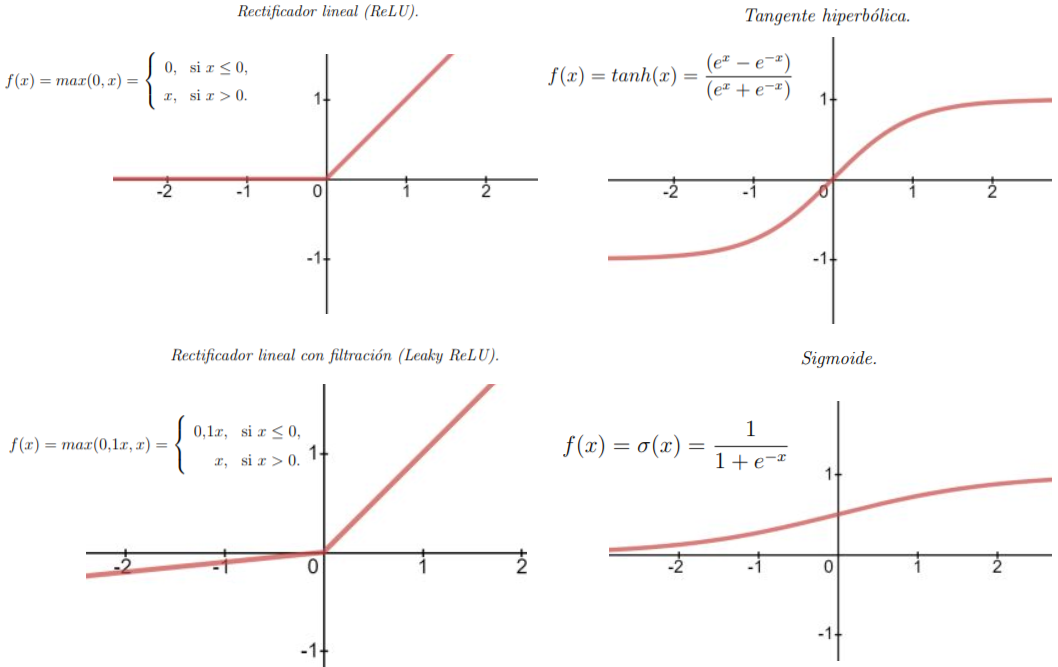 Rectificador lineal (ReLU).
f(x) = max(0, x) = { 0, si x ≤ 0,
x, si x > 0.
1
-2 -1 0 1 2
-1
Tangente hiperbólica.
f(x) = tanh(x) = (e^x − e^{−x}) / (e^x + e^{−x})
1
-2 -1 0 1 2
-1
Rectificador lineal con filtración (Leaky ReLU).
f(x) = max(0,1x, x) = { 0,1x, si x ≤ 0,
x, si x > 0.
1
-2 -1 0 1 2
-1
Sigmoide.
f(x) = σ(x) = 1 / (1 + e^{−x})
1
-2 -1 0 1 2
-1